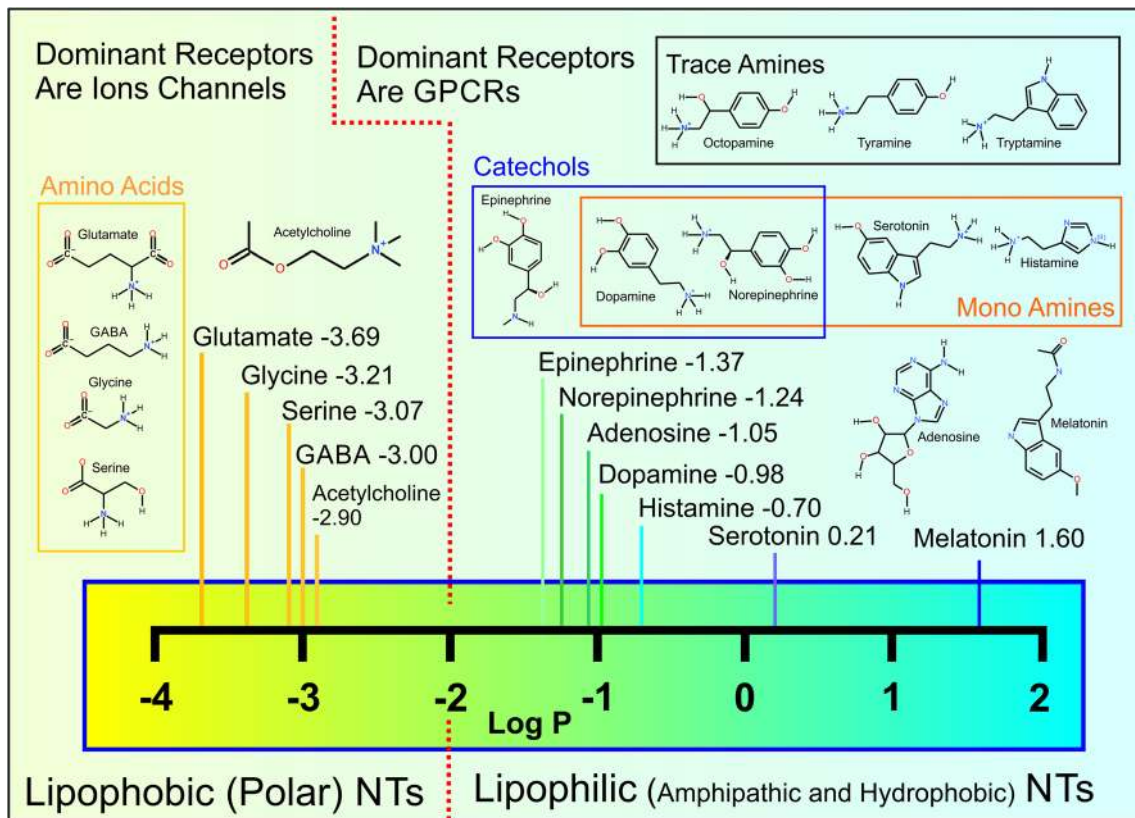 Dominant Receptors
Are Ions Channels
Dominant Receptors
Are GPCRs
Trace Amines
Octopamine
Tyramine
Tryptamine
Amino Acids
Glutamate
GABA
Glycine
Serine
Acetylcholine
Catechols
Epinephrine
Dopamine
Norepinephrine
Serotonin
Histamine
Mono Amines
Adenosine
Melatonin
Glutamate -3.69
Glycine -3.21
Serine -3.07
GABA -3.00
Acetylcholine
-2.90
Epinephrine -1.37
Norepinephrine -1.24
Adenosine -1.05
Dopamine -0.98
Histamine -0.70
Serotonin 0.21
Melatonin 1.60
-4 -3 -2 -1 0 1 2
Log P
Lipophobic (Polar) NTs
Lipophilic (Amphipathic and Hydrophobic) NTs